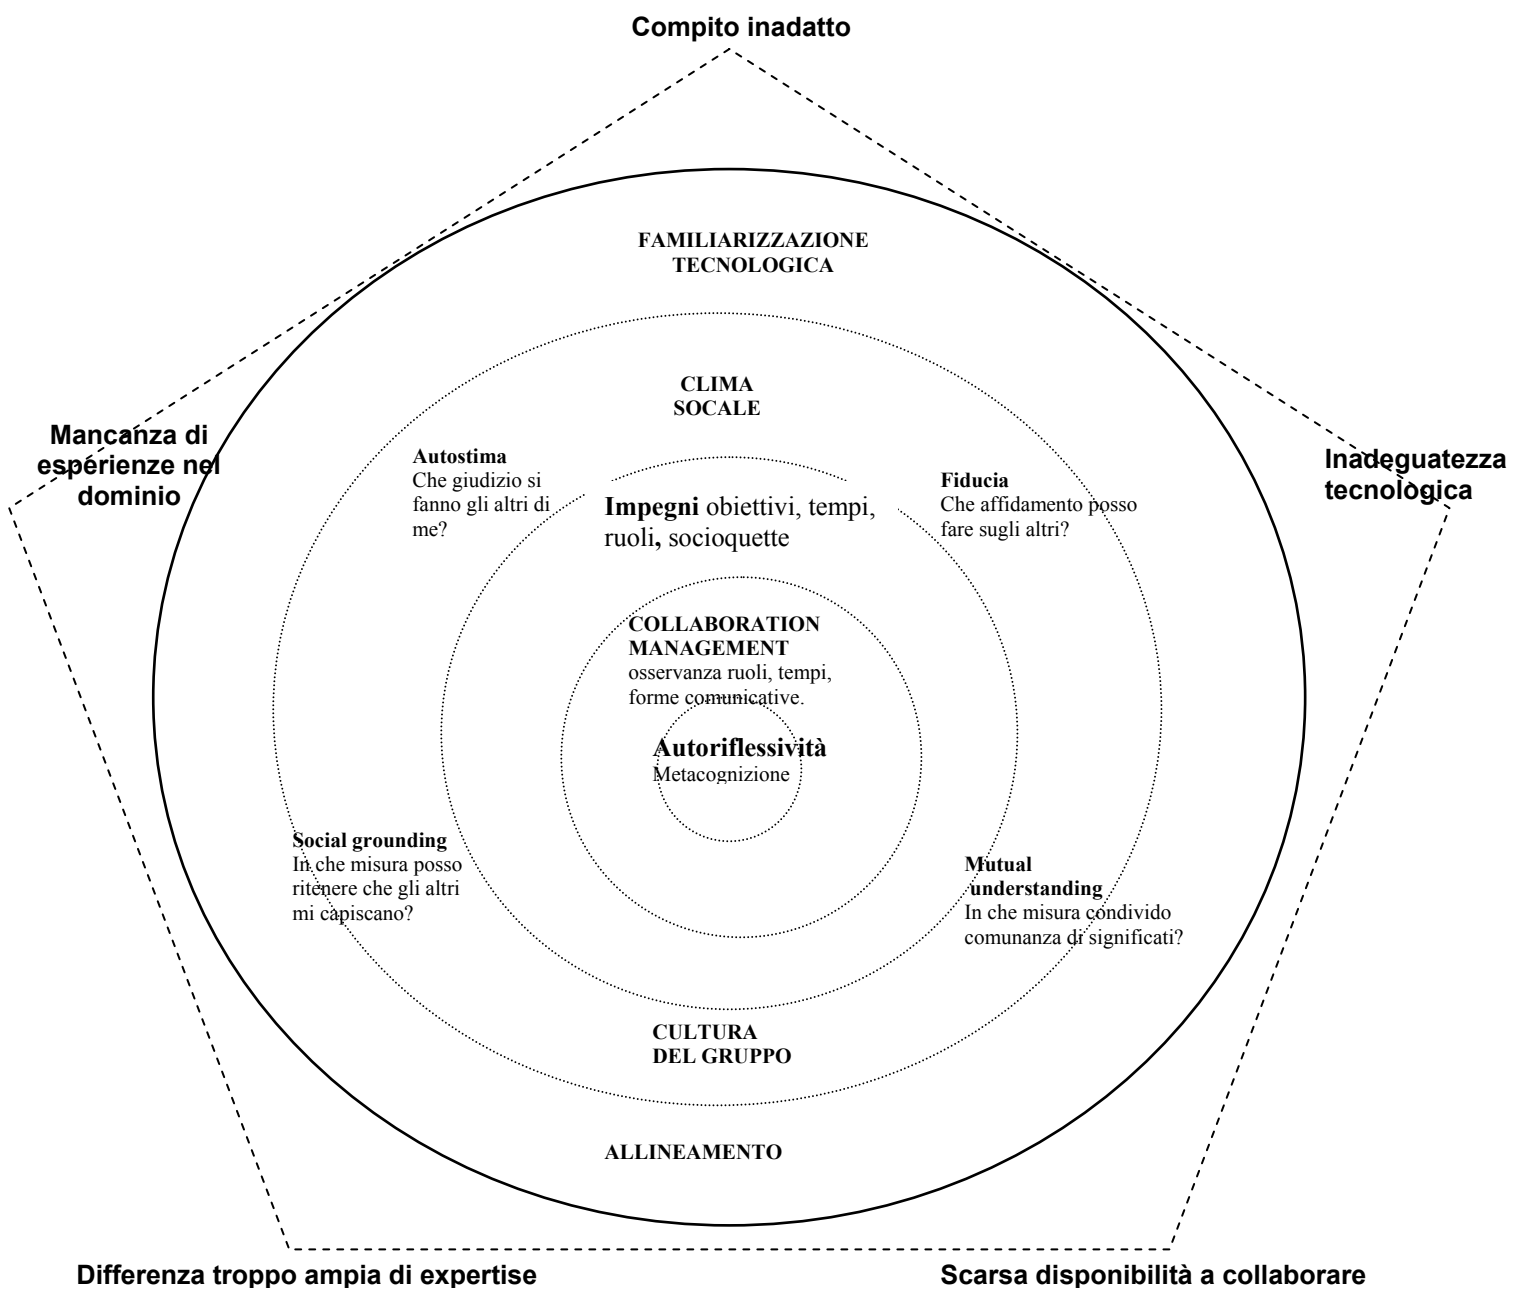 Compito inadatto
FAMILIARIZZAZIONE
TECNOLOGICA
CLIMA
SOCALE
Mancanza di
esperienze nel
dominio
Autostima
Che giudizio si
fanno gli altri di
me?
Impegni obiettivi, tempi,
ruoli, socioquette
Fiducia
Che affidamento posso
fare sugli altri?
Inadeguatezza
tecnologica
COLLABORATION
MANAGEMENT
osservanza ruoli, tempi,
forme comunicative.
Autoriflessività
Metacognizione
Social grounding
In che misura posso
ritenere che gli altri
mi capiscano?
Mutual
understanding
In che misura condivido
comunanza di significati?
CULTURA
DEL GRUPPO
ALLINEAMENTO
Differenza troppo ampia di expertise
Scarsa disponibilità a collaborare